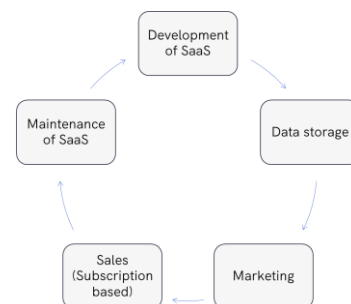 Development
of SaaS
Maintenance
of SaaS
Data storage
Sales
(Subscription
based)
Marketing